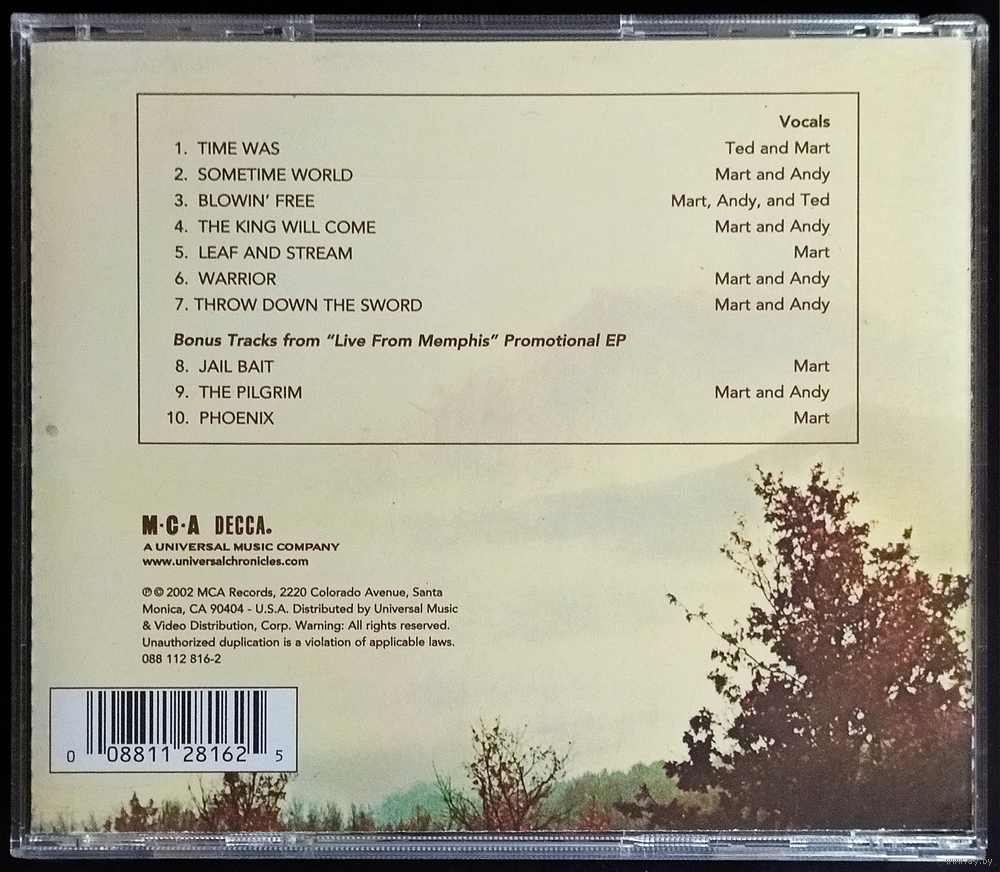 Vocals
1. TIME WAS Ted and Mart
2. SOMETIME WORLD Mart and Andy
3. BLOWIN' FREE Mart, Andy, and Ted
4. THE KING WILL COME Mart and Andy
5. LEAF AND STREAM Mart
6. WARRIOR Mart and Andy
7. THROW DOWN THE SWORD Mart and Andy
Bonus Tracks from "Live From Memphis" Promotional EP
8. JAIL BAIT Mart
9. THE PILGRIM Mart and Andy
10. PHOENIX Mart
M·C·A DECCA.
A UNIVERSAL MUSIC COMPANY
www.universalchronicles.com
℗ © 2002 MCA Records, 2220 Colorado Avenue, Santa
Monica, CA 90404 - U.S.A. Distributed by Universal Music
& Video Distribution, Corp. Warning: All rights reserved.
Unauthorized duplication is a violation of applicable laws.
088 112 816-2
0 08811 28162 5